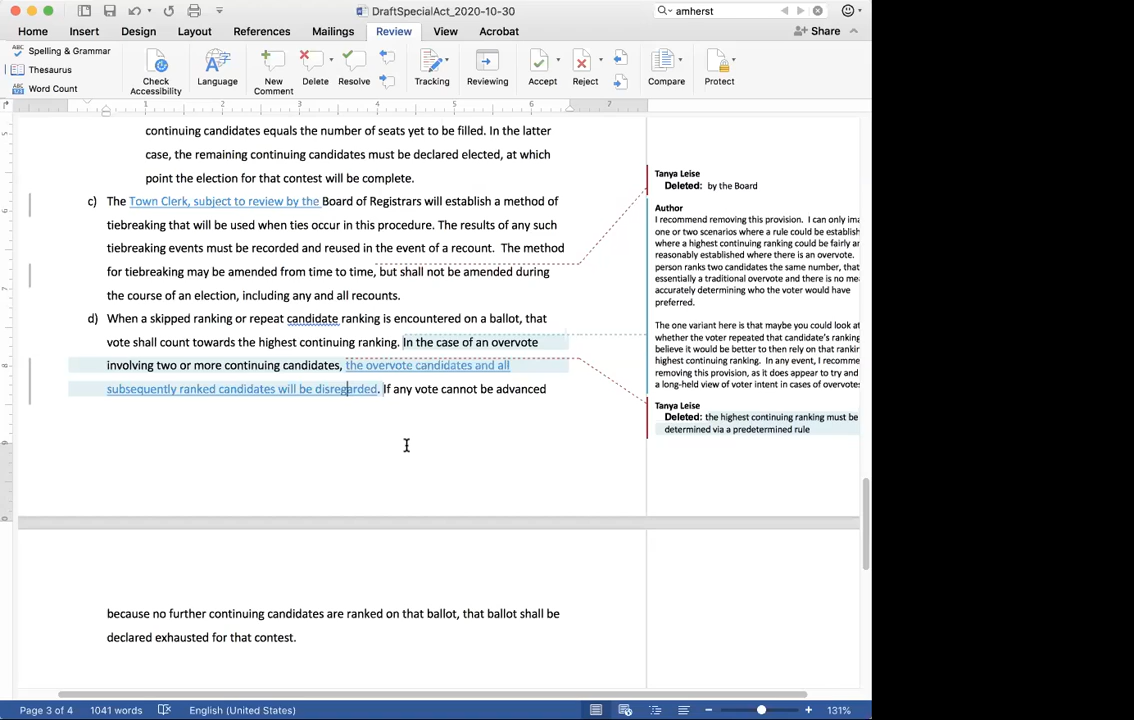 DraftSpecialAct_2020-10-30
amherst
Home Insert Design Layout References Mailings Review View Acrobat
Share
Spelling & Grammar
Thesaurus
Word Count
Check Accessibility
Language
New Comment
Delete
Resolve
Tracking
Reviewing
Accept
Reject
Compare
Protect
1 2 3 4 5 6 7
continuing candidates equals the number of seats yet to be filled. In the latter
case, the remaining continuing candidates must be declared elected, at which
point the election for that contest will be complete.
c) The Town Clerk, subject to review by the Board of Registrars will establish a method of
tiebreaking that will be used when ties occur in this procedure. The results of any such
tiebreaking events must be recorded and reused in the event of a recount.  The method
for tiebreaking may be amended from time to time, but shall not be amended during
the course of an election, including any and all recounts.
d) When a skipped ranking or repeat candidate ranking is encountered on a ballot, that
vote shall count towards the highest continuing ranking. In the case of an overvote
involving two or more continuing candidates, the overvote candidates and all
subsequently ranked candidates will be disregarded. If any vote cannot be advanced
because no further continuing candidates are ranked on that ballot, that ballot shall be
declared exhausted for that contest.
Tanya Leise
Deleted: by the Board
Author
I recommend removing this provision.  I can only ima
one or two scenarios where a rule could be establish
where a highest continuing ranking could be fairly an
reasonably established where there is an overvote.
person ranks two candidates the same number, that
essentially a traditional overvote and there is no me
accurately determining who the voter would have
preferred.
The one variant here is that maybe you could look at
whether the voter repeated that candidate's ranking
believe it would be better to then rely on that rankin
highest continuing ranking.  In any event, I recomme
removing this provision, as it does appear to try and
a long-held view of voter intent in cases of overvotes
Tanya Leise
Deleted: the highest continuing ranking must be
determined via a predetermined rule
Page 3 of 4 1041 words English (United States) 131%